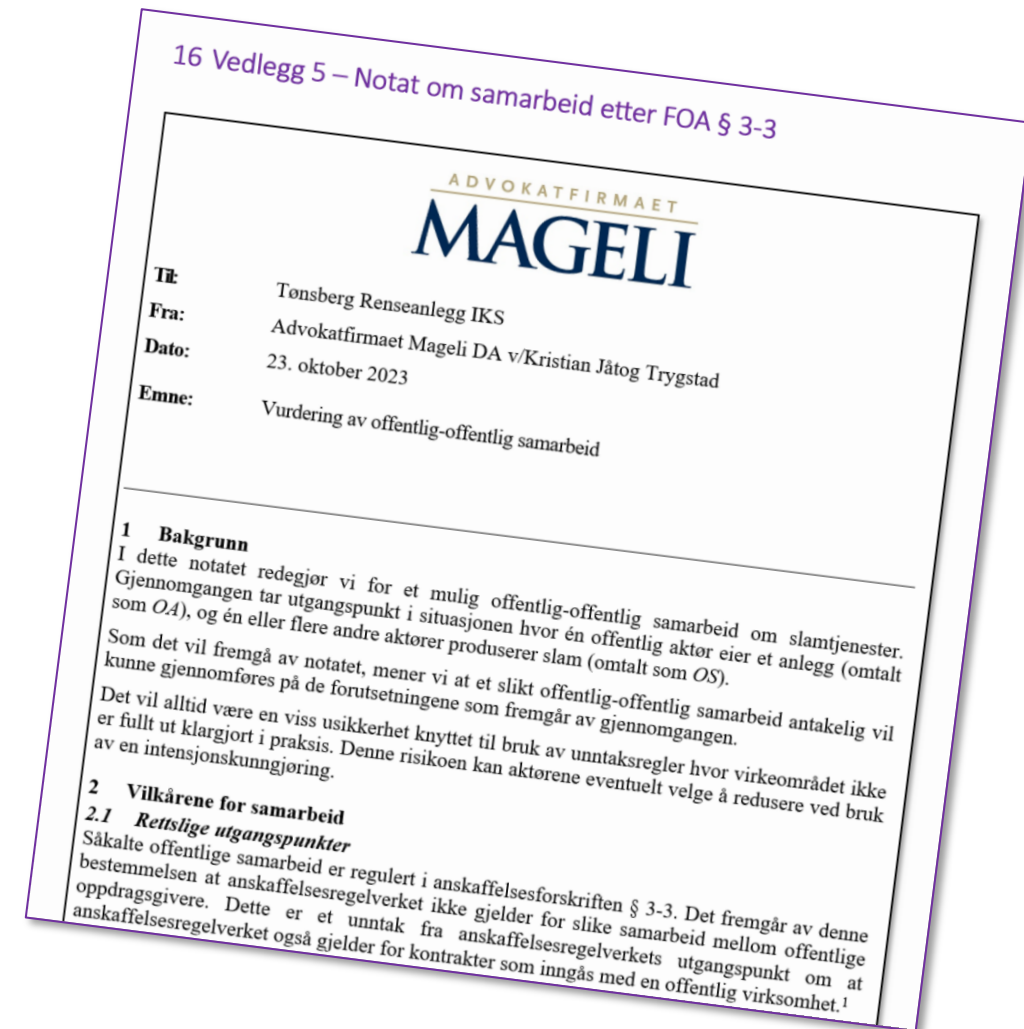 16 Vedlegg 5 – Notat om samarbeid etter FOA § 3-3
ADVOKATFIRMAET
MAGELI
Til: Tønsberg Renseanlegg IKS
Fra: Advokatfirmaet Mageli DA v/Kristian Jåtog Trygstad
Dato: 23. oktober 2023
Emne: Vurdering av offentlig-offentlig samarbeid
1 Bakgrunn
I dette notatet redegjør vi for et mulig offentlig-offentlig samarbeid om slamtjenester.
Gjennomgangen tar utgangspunkt i situasjonen hvor én offentlig aktør eier et anlegg (omtalt
som OA), og én eller flere andre aktører produserer slam (omtalt som OS).
Som det vil fremgå av notatet, mener vi at et slikt offentlig-offentlig samarbeid antakelig vil
kunne gjennomføres på de forutsetningene som fremgår av gjennomgangen.
Det vil alltid være en viss usikkerhet knyttet til bruk av unntaksregler hvor virkeområdet ikke
er fullt ut klargjort i praksis. Denne risikoen kan aktørene eventuelt velge å redusere ved bruk
av en intensjonskunngjøring.
2 Vilkårene for samarbeid
2.1 Rettslige utgangspunkter
Såkalte offentlige samarbeid er regulert i anskaffelsesforskriften § 3-3. Det fremgår av denne
bestemmelsen at anskaffelsesregelverket ikke gjelder for slike samarbeid mellom offentlige
oppdragsgivere. Dette er et unntak fra anskaffelsesregelverkets utgangspunkt om at
anskaffelsesregelverket også gjelder for kontrakter som inngås med en offentlig virksomhet.¹